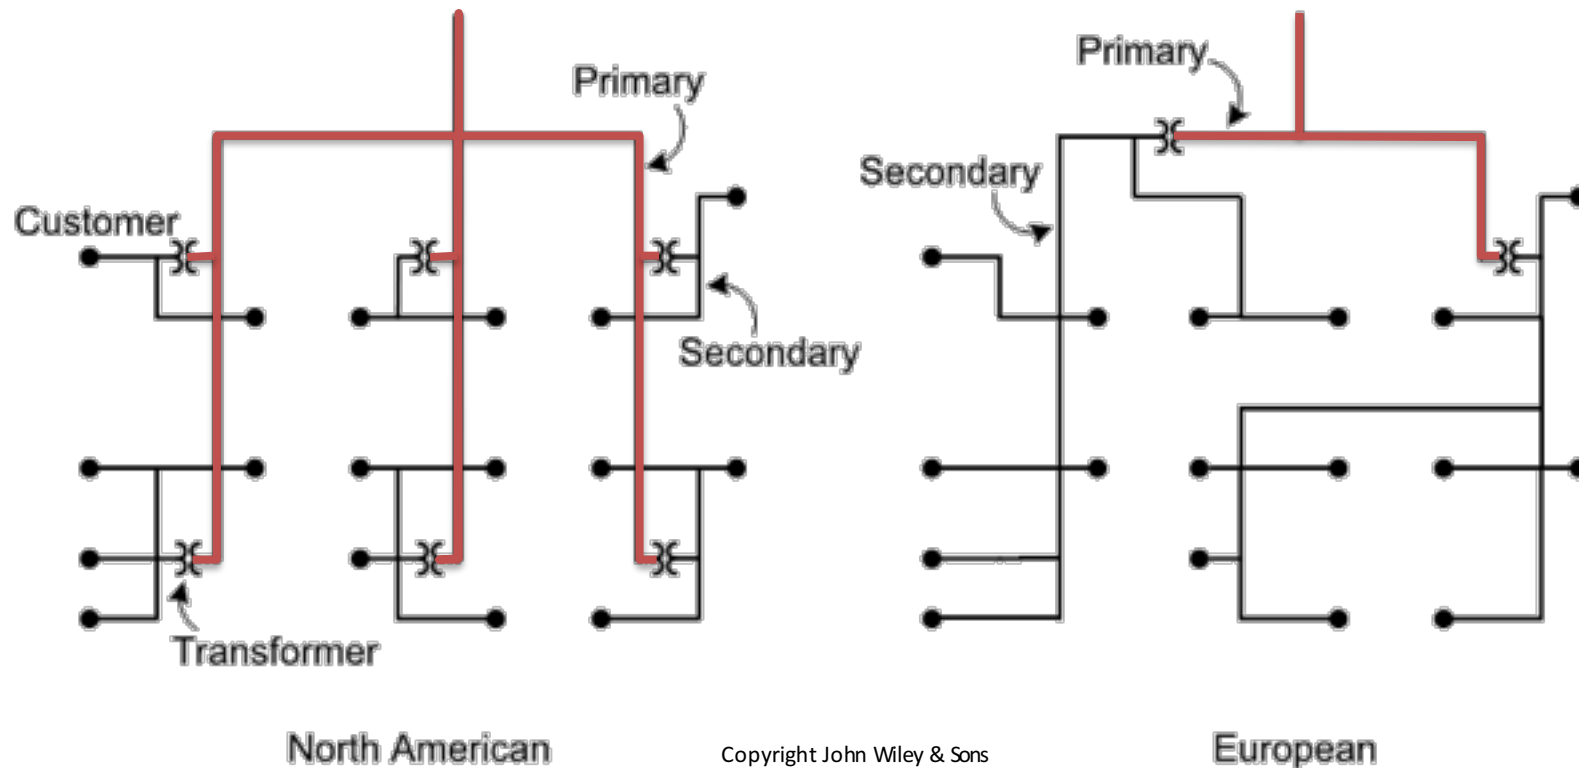 Primary
Customer
Secondary
Transformer
North American
Primary
Secondary
European
Copyright John Wiley & Sons